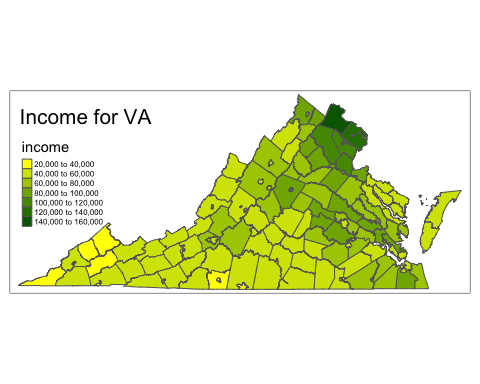 Income for VA
income
20,000 to 40,000
40,000 to 60,000
60,000 to 80,000
80,000 to 100,000
100,000 to 120,000
120,000 to 140,000
140,000 to 160,000